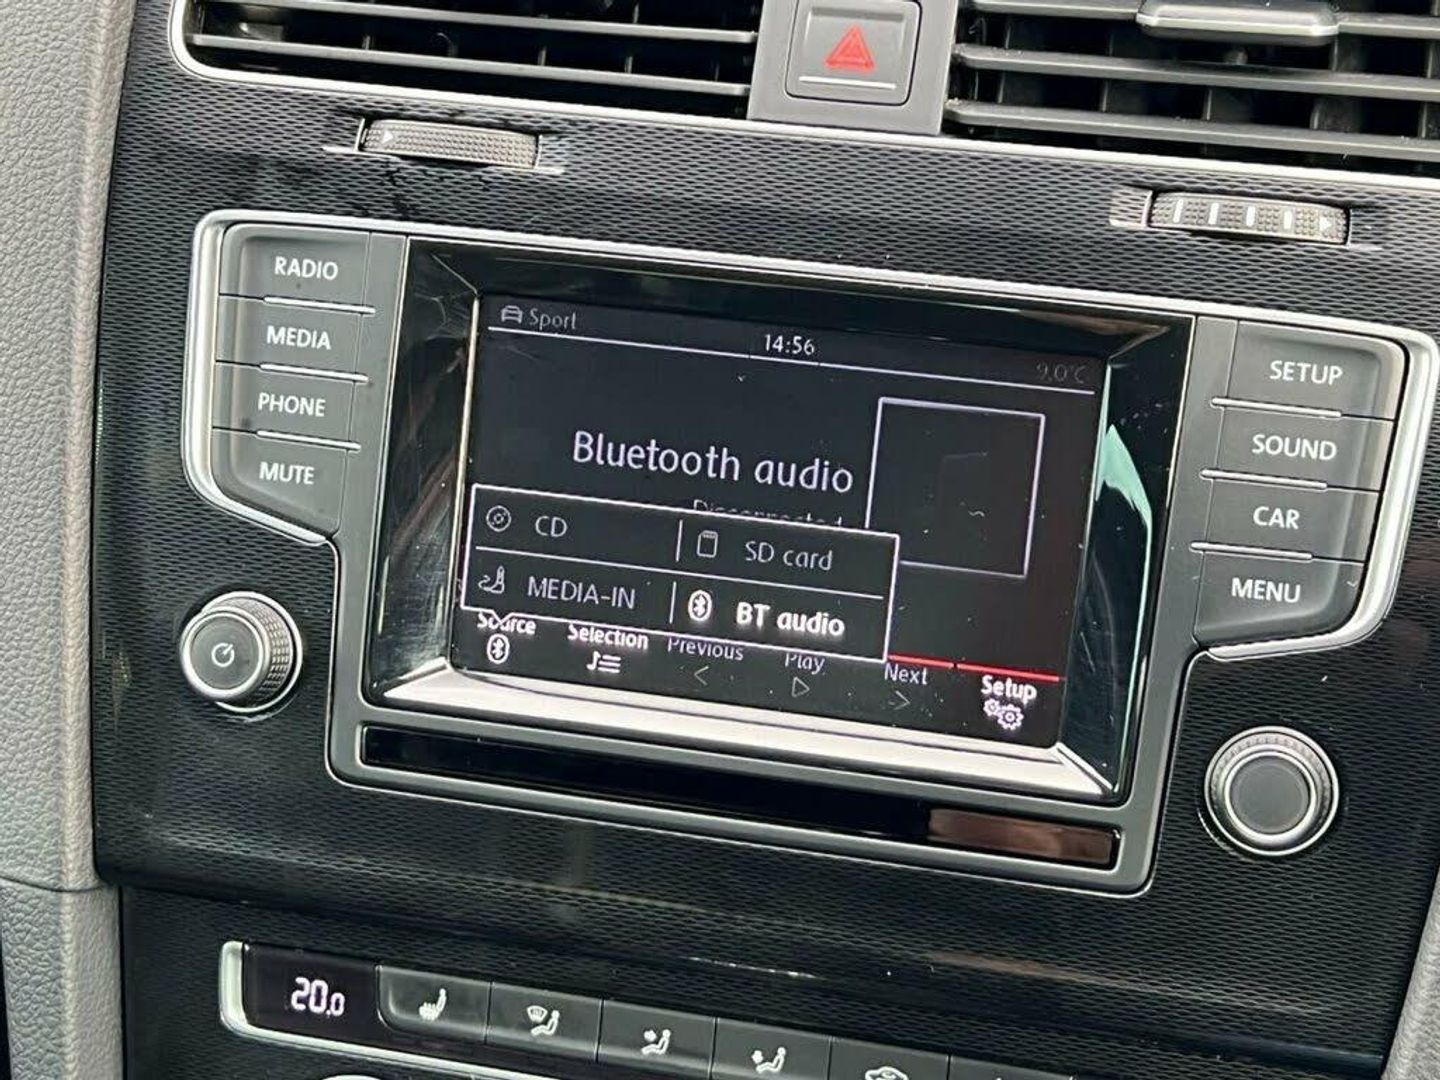 RADIO
MEDIA
PHONE
MUTE
Sport
14:56
9.0°C
Bluetooth audio
Disconnected
CD
SD card
MEDIA-IN
BT audio
Source
Selection
Previous
Play
Next
Setup
SETUP
SOUND
CAR
MENU
20.0